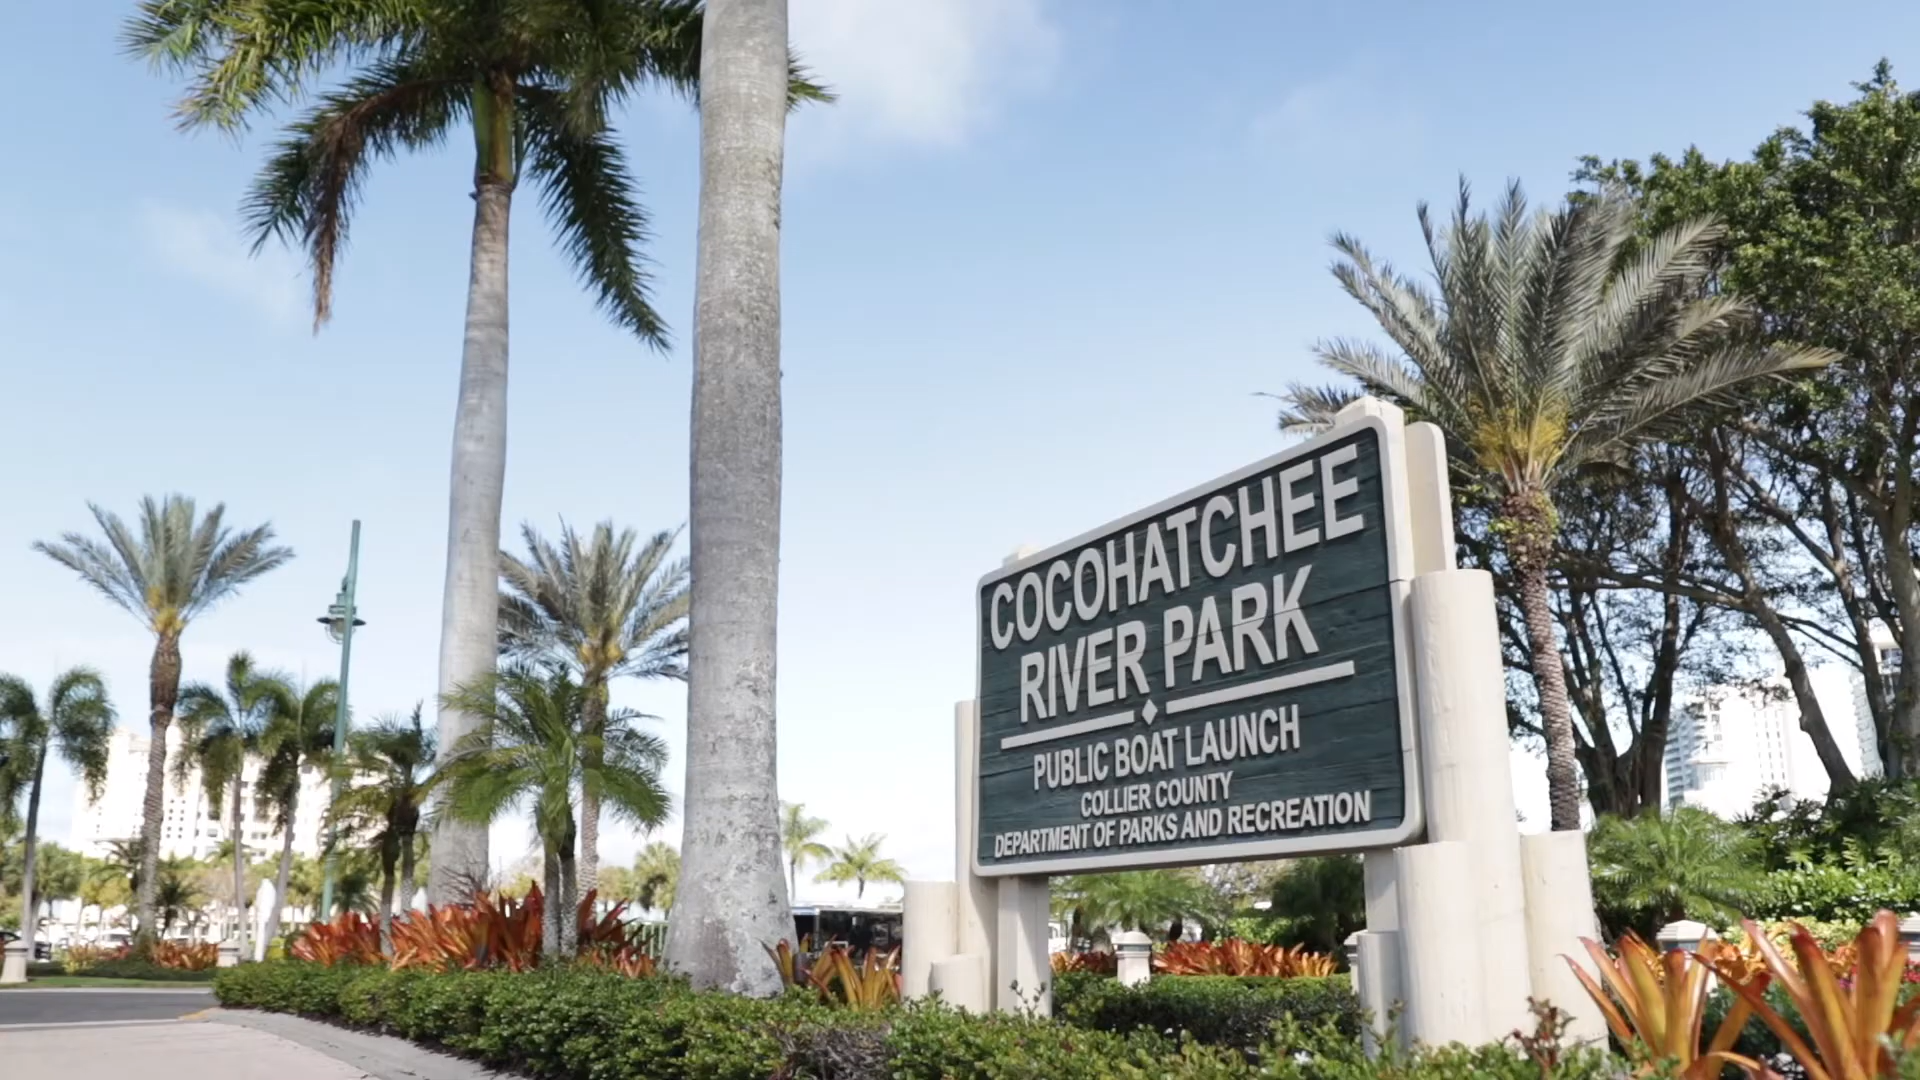 COCOHATCHEE
RIVER PARK
PUBLIC BOAT LAUNCH
COLLIER COUNTY
DEPARTMENT OF PARKS AND RECREATION